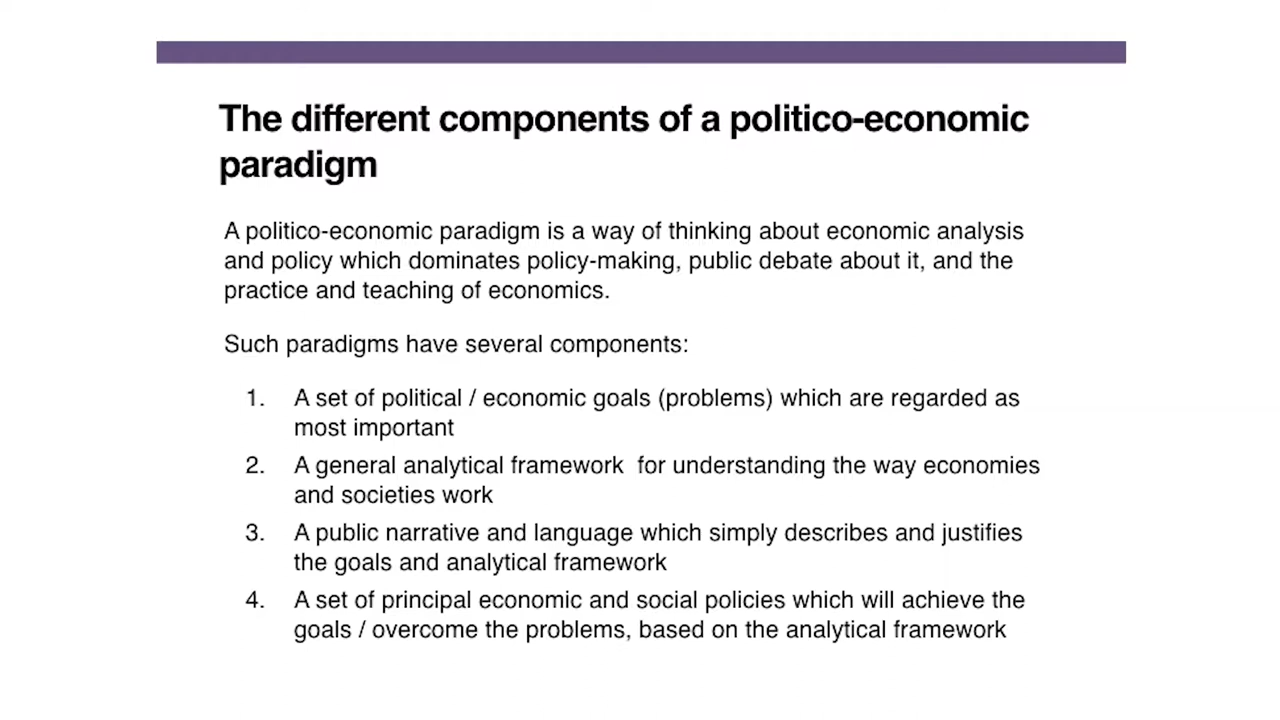 The different components of a politico-economic
paradigm
A politico-economic paradigm is a way of thinking about economic analysis
and policy which dominates policy-making, public debate about it, and the
practice and teaching of economics.
Such paradigms have several components:
1. A set of political / economic goals (problems) which are regarded as
most important
2. A general analytical framework  for understanding the way economies
and societies work
3. A public narrative and language which simply describes and justifies
the goals and analytical framework
4. A set of principal economic and social policies which will achieve the
goals / overcome the problems, based on the analytical framework